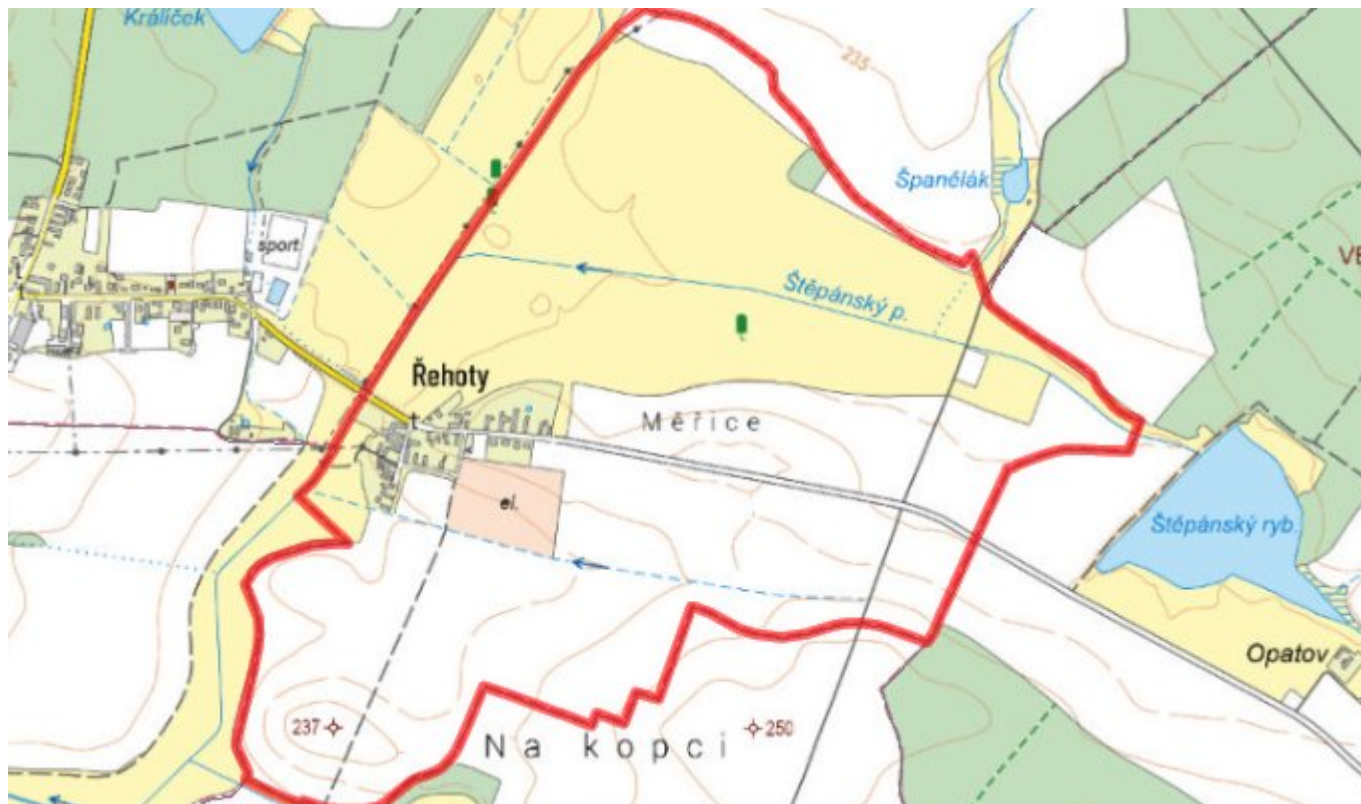 Králíček
235
Španělák
sport.
Štěpánský p.
Řehoty
Měřice
el.
Štěpánský ryb.
Opatov
237
250
Na kopci